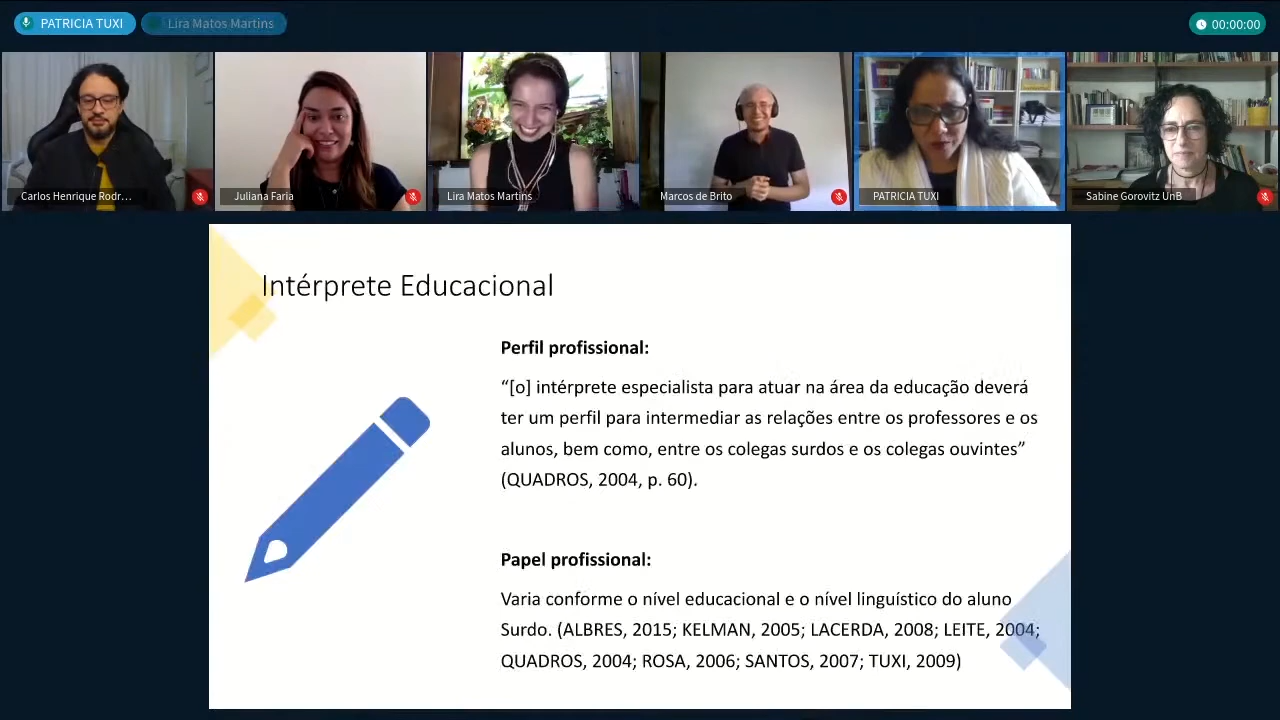 PATRICIA TUXI
Lira Matos Martins
00:00:00
Carlos Henrique Rodr...
Juliana Faria
Lira Matos Martins
Marcos de Brito
PATRICIA TUXI
Sabine Gorovitz UnB
Intérprete Educacional
Perfil profissional:
“[o] intérprete especialista para atuar na área da educação deverá
ter um perfil para intermediar as relações entre os professores e os
alunos, bem como, entre os colegas surdos e os colegas ouvintes”
(QUADROS, 2004, p. 60).
Papel profissional:
Varia conforme o nível educacional e o nível linguístico do aluno
Surdo. (ALBRES, 2015; KELMAN, 2005; LACERDA, 2008; LEITE, 2004;
QUADROS, 2004; ROSA, 2006; SANTOS, 2007; TUXI, 2009)